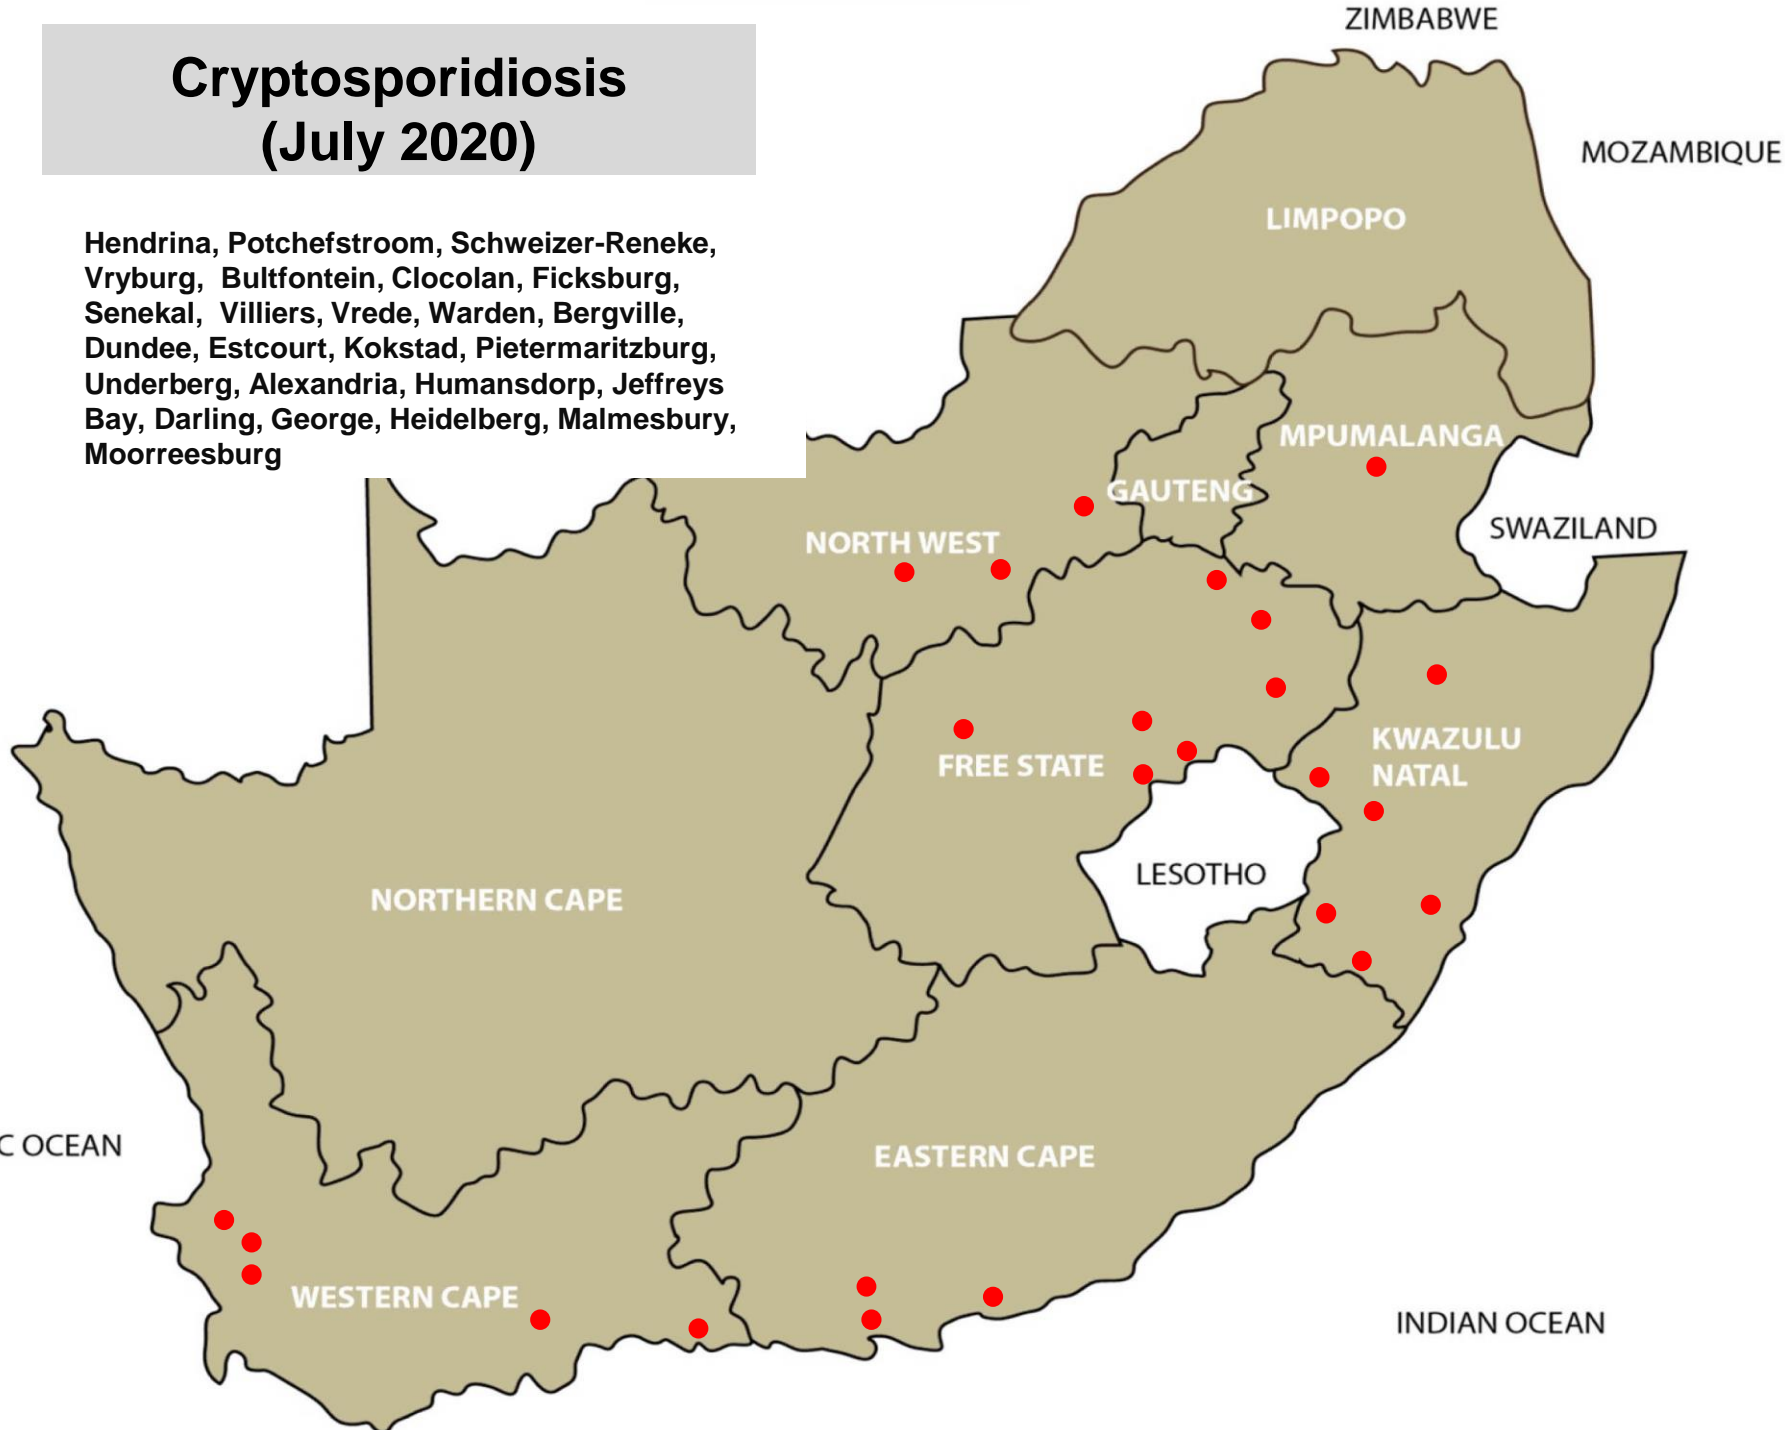 Cryptosporidiosis
(July 2020)
Hendrina, Potchefstroom, Schweizer-Reneke,
Vryburg, Bultfontein, Clocolan, Ficksburg,
Senekal, Villiers, Vrede, Warden, Bergville,
Dundee, Estcourt, Kokstad, Pietermaritzburg,
Underberg, Alexandria, Humansdorp, Jeffreys
Bay, Darling, George, Heidelberg, Malmesbury,
Moorreesburg
ZIMBABWE
MOZAMBIQUE
LIMPOPO
MPUMALANGA
GAUTENG
SWAZILAND
NORTH WEST
KWAZULU
NATAL
FREE STATE
LESOTHO
NORTHERN CAPE
C OCEAN
EASTERN CAPE
WESTERN CAPE
INDIAN OCEAN